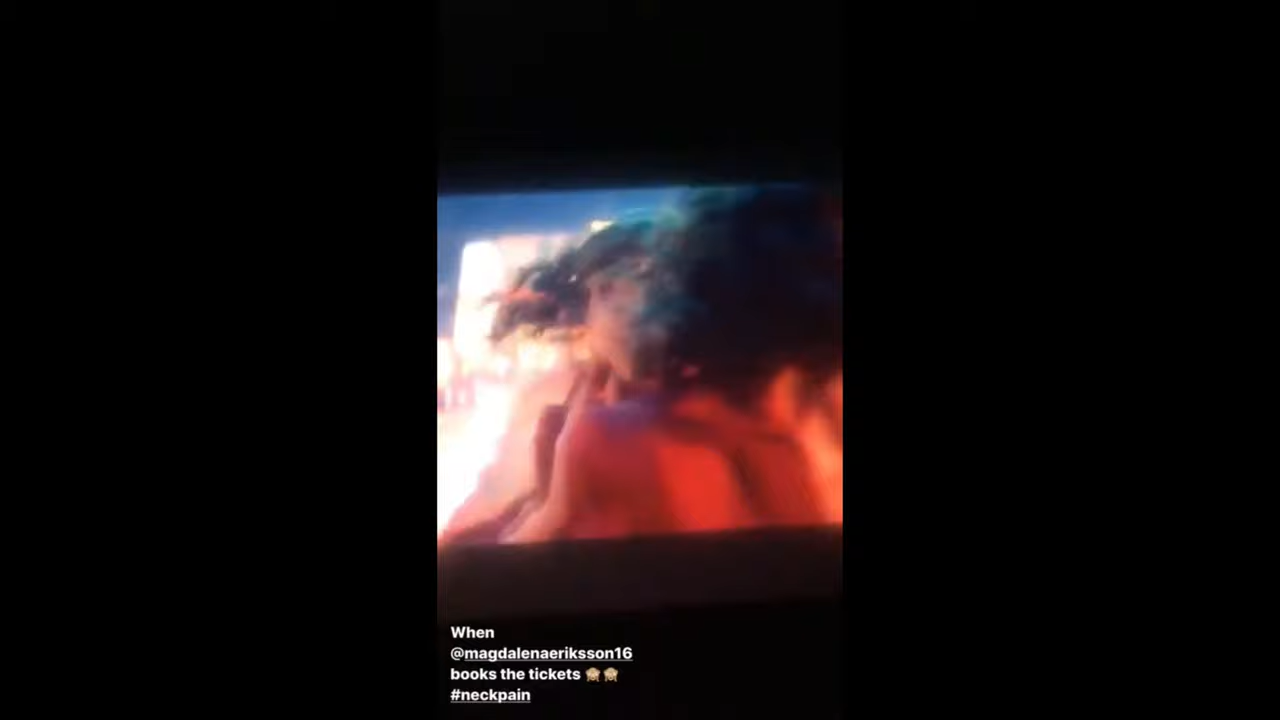 When
@magdalenaeriksson16
books the tickets 🙈🙈
#neckpain